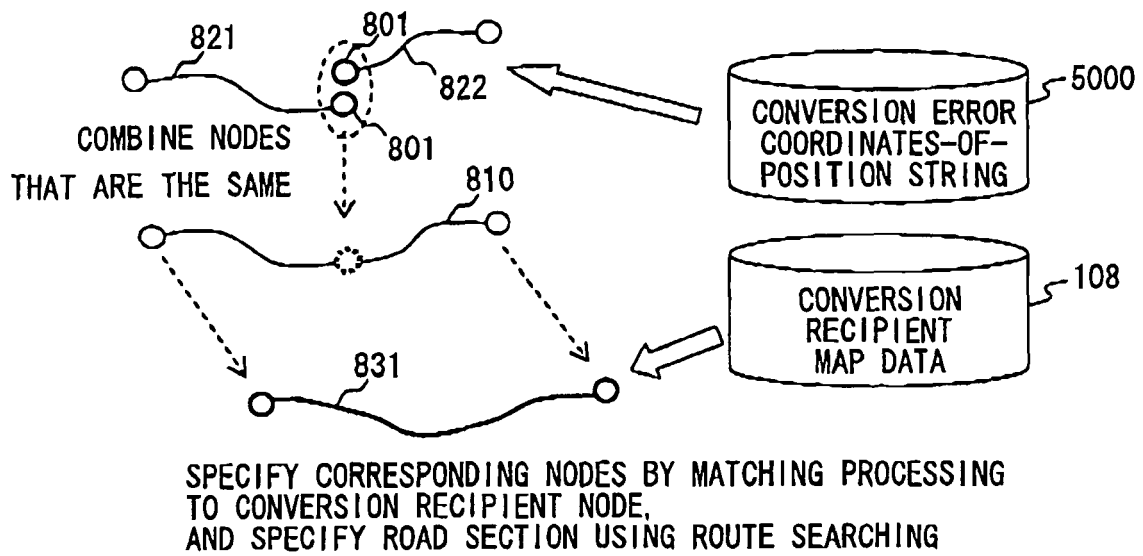 801
821
822
801
5000
CONVERSION ERROR
COORDINATES-OF-
POSITION STRING
COMBINE NODES
THAT ARE THE SAME
810
108
CONVERSION
RECIPIENT
MAP DATA
831
SPECIFY CORRESPONDING NODES BY MATCHING PROCESSING
TO CONVERSION RECIPIENT NODE,
AND SPECIFY ROAD SECTION USING ROUTE SEARCHING